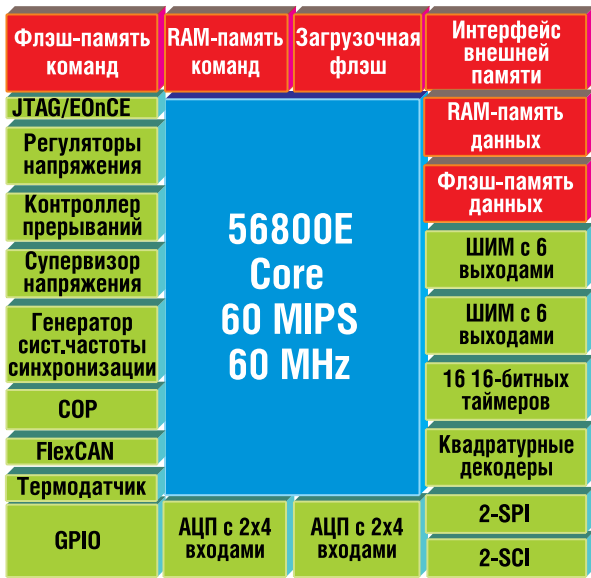 Флэш-память
команд
RAM-память
команд
Загрузочная
флэш
Интерфейс
внешней
памяти
JTAG/EOnCE
Регуляторы
напряжения
Контроллер
прерываний
Супервизор
напряжения
Генератор
сист.частоты
синхронизации
COP
FlexCAN
Термодатчик
GPIO
56800E
Core
60 MIPS
60 MHz
АЦП с 2x4
входами
АЦП с 2x4
входами
RAM-память
данных
Флэш-память
данных
ШИМ с 6
выходами
ШИМ с 6
выходами
16 16-битных
таймеров
Квадратурные
декодеры
2-SPI
2-SCI